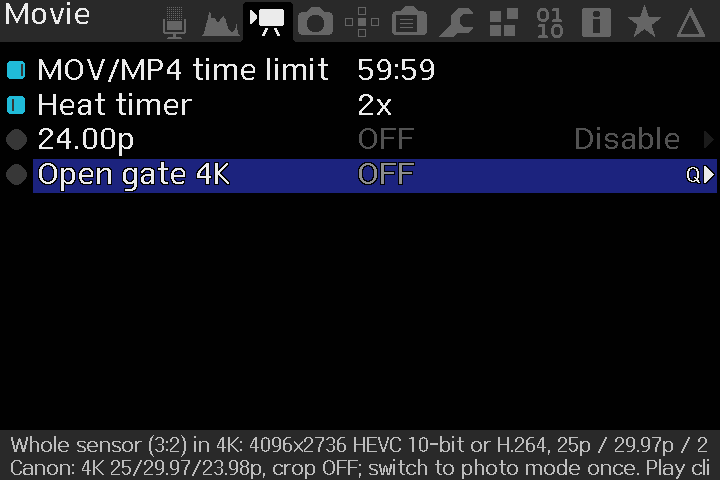 Movie
01
10
MOV/MP4 time limit 59:59
Heat timer 2x
24.00p OFF Disable
Open gate 4K OFF Q
Whole sensor (3:2) in 4K: 4096x2736 HEVC 10-bit or H.264, 25p / 29.97p / 2
Canon: 4K 25/29.97/23.98p, crop OFF; switch to photo mode once. Play cli